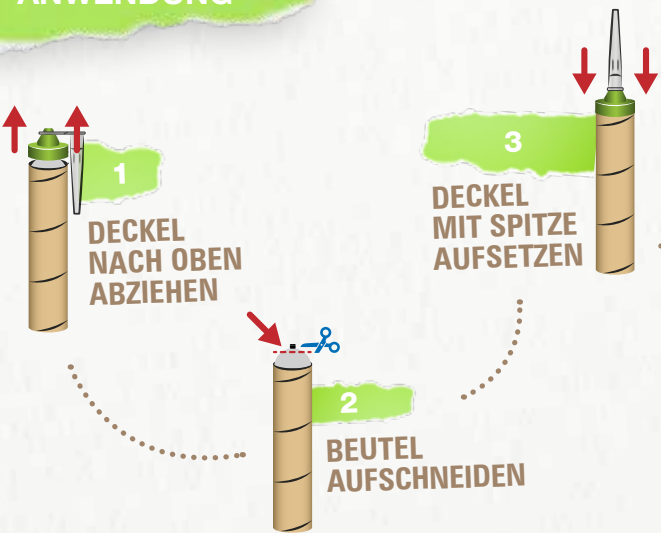 ANWENDUNG
1
DECKEL
NACH OBEN
ABZIEHEN
2
BEUTEL
AUFSCHNEIDEN
3
DECKEL
MIT SPITZE
AUFSETZEN